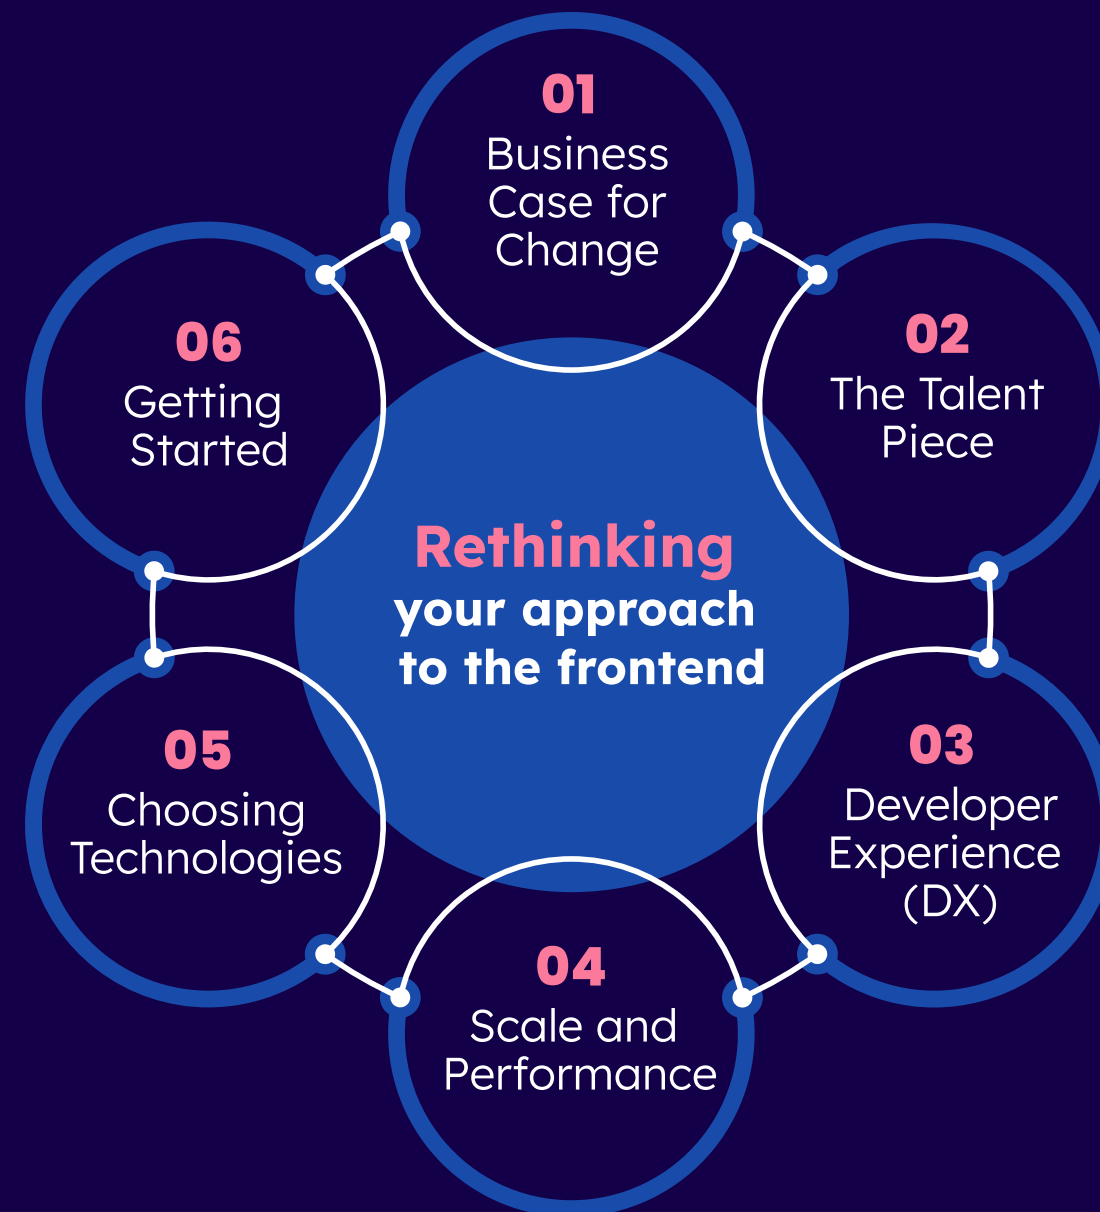 01
Business
Case for
Change
02
The Talent
Piece
03
Developer
Experience
(DX)
04
Scale and
Performance
05
Choosing
Technologies
06
Getting
Started
Rethinking
your approach
to the frontend